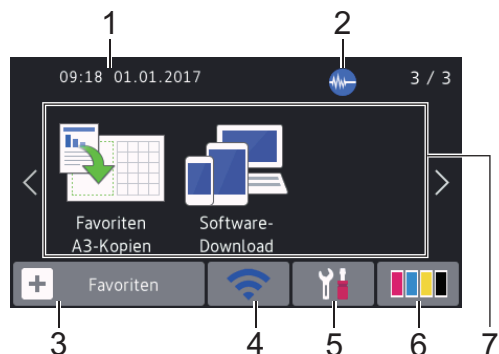 1 2
09:18 01.01.2017 3 / 3
Favoriten
A3-Kopien
Software-
Download
+ Favoriten
3 4 5 6 7